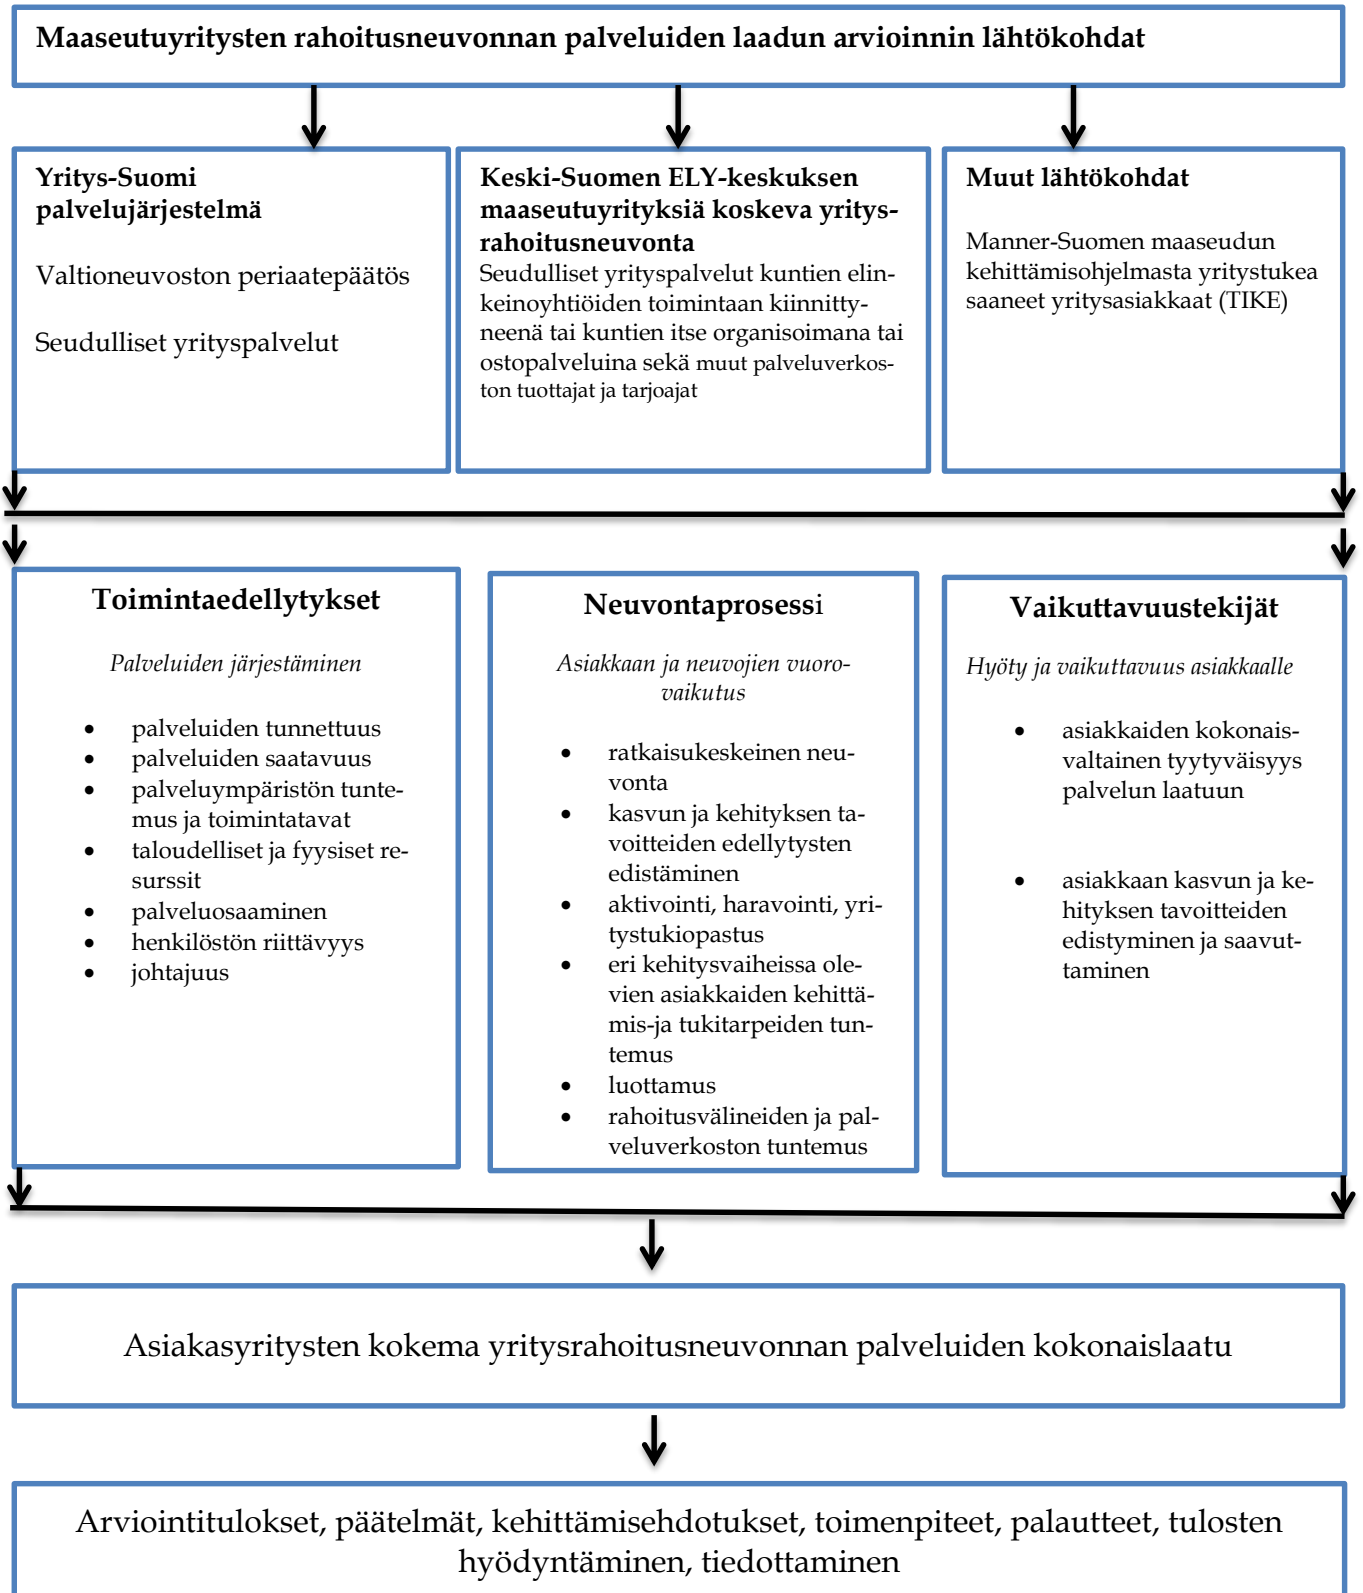 Maaseutuyritysten rahoitusneuvonnan palveluiden laadun arvioinnin lähtökohdat
Yritys-Suomi
palvelujärjestelmä
Valtioneuvoston periaatepäätös
Seudulliset yrityspalvelut
Keski-Suomen ELY-keskuksen
maaseutuyrityksiä koskeva yritys-
rahoitusneuvonta
Seudulliset yrityspalvelut kuntien elin-
keinoyhtiöiden toimintaan kiinnitty-
neenä tai kuntien itse organisoimana tai
ostopalveluina sekä muut palveluverkos-
ton tuottajat ja tarjoajat
Muut lähtökohdat
Manner-Suomen maaseudun
kehittämisohjelmasta yritystukea
saaneet yritysasiakkaat (TIKE)
Toimintaedellytykset
Palveluiden järjestäminen
• palveluiden tunnettuus
• palveluiden saatavuus
• palveluympäristön tunte-
mus ja toimintatavat
• taloudelliset ja fyysiset re-
surssit
• palveluosaaminen
• henkilöstön riittävyys
• johtajuus
Neuvontaprosessi
Asiakkaan ja neuvojien vuoro-
vaikutus
• ratkaisukeskeinen neu-
vonta
• kasvun ja kehityksen ta-
voitteiden edellytysten
edistäminen
• aktivointi, haravointi, yri-
tystukiopastus
• eri kehitysvaiheissa ole-
vien asiakkaiden kehittä-
mis-ja tukitarpeiden tun-
temus
• luottamus
• rahoitusvälineiden ja pal-
veluverkoston tuntemus
Vaikuttavuustekijät
Hyöty ja vaikuttavuus asiakkaalle
• asiakkaiden kokonais-
valtainen tyytyväisyys
palvelun laatuun
• asiakkaan kasvun ja ke-
hityksen tavoitteiden
edistyminen ja saavut-
taminen
Asiakasyritysten kokema yritysrahoitusneuvonnan palveluiden kokonaislaatu
Arviointitulokset, päätelmät, kehittämisehdotukset, toimenpiteet, palautteet, tulosten
hyödyntäminen, tiedottaminen